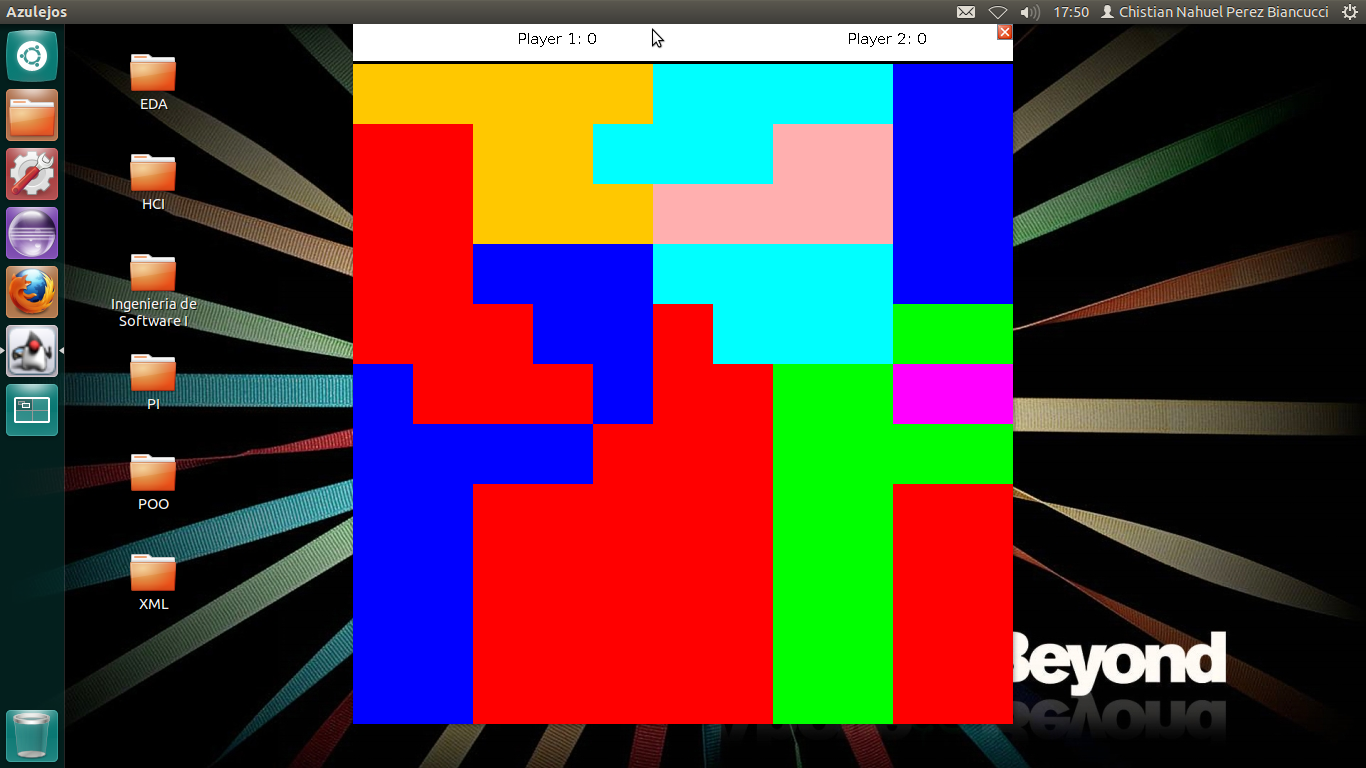 Azulejos
17:50 Chistian Nahuel Perez Biancucci
Player 1: 0
Player 2: 0
EDA
HCI
Ingenieria de
Software I
PI
POO
XML
Beyond